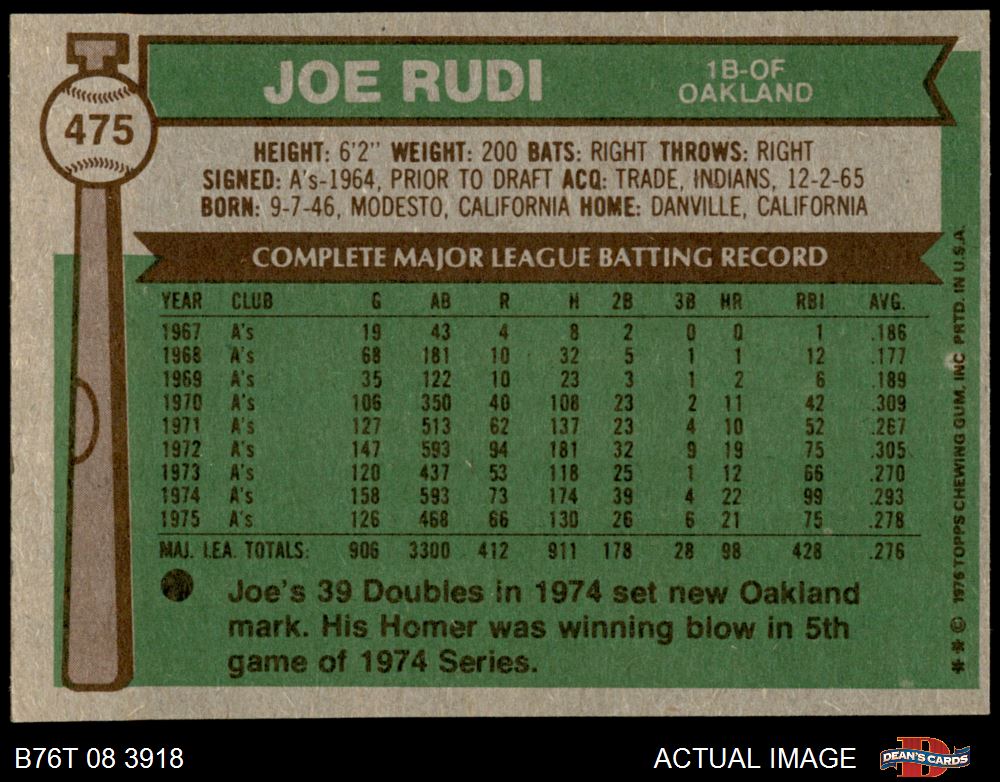 475
JOE RUDI
1B-OF
OAKLAND
HEIGHT: 6'2" WEIGHT: 200 BATS: RIGHT THROWS: RIGHT
SIGNED: A's-1964, PRIOR TO DRAFT ACQ: TRADE, INDIANS, 12-2-65
BORN: 9-7-46, MODESTO, CALIFORNIA HOME: DANVILLE, CALIFORNIA
COMPLETE MAJOR LEAGUE BATTING RECORD
YEAR CLUB G AB R H 2B 3B HR RBI AVG.
1967 A's 19 43 4 8 2 0 0 1 .186
1968 A's 68 181 10 32 5 1 1 12 .177
1969 A's 35 122 10 23 3 1 2 6 .189
1970 A's 106 350 40 108 23 2 11 42 .309
1971 A's 127 513 62 137 23 4 10 52 .267
1972 A's 147 593 94 181 32 9 19 75 .305
1973 A's 120 437 53 118 25 1 12 66 .270
1974 A's 158 593 73 174 39 4 22 99 .293
1975 A's 126 468 66 130 26 6 21 75 .278
MAJ. LEA. TOTALS: 906 3300 412 911 178 28 98 428 .276
Joe's 39 Doubles in 1974 set new Oakland
mark. His Homer was winning blow in 5th
game of 1974 Series.
** © 1976 TOPPS CHEWING GUM, INC. PRTD. IN U.S.A.
B76T 08 3918
ACTUAL IMAGE
DEAN'S CARDS